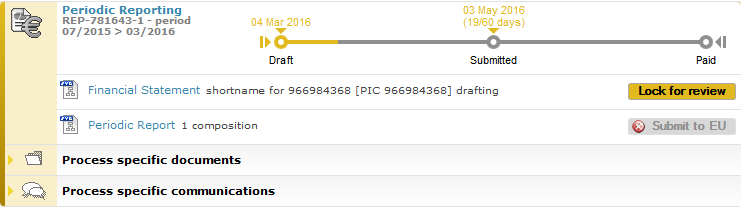 Periodic Reporting
REP-781643-1 - period
07/2015 > 03/2016
04 Mar 2016
03 May 2016
(19/60 days)
Draft
Submitted
Paid
Financial Statement shortname for 966984368 [PIC 966984368] drafting
Lock for review
Periodic Report 1 composition
Submit to EU
Process specific documents
Process specific communications